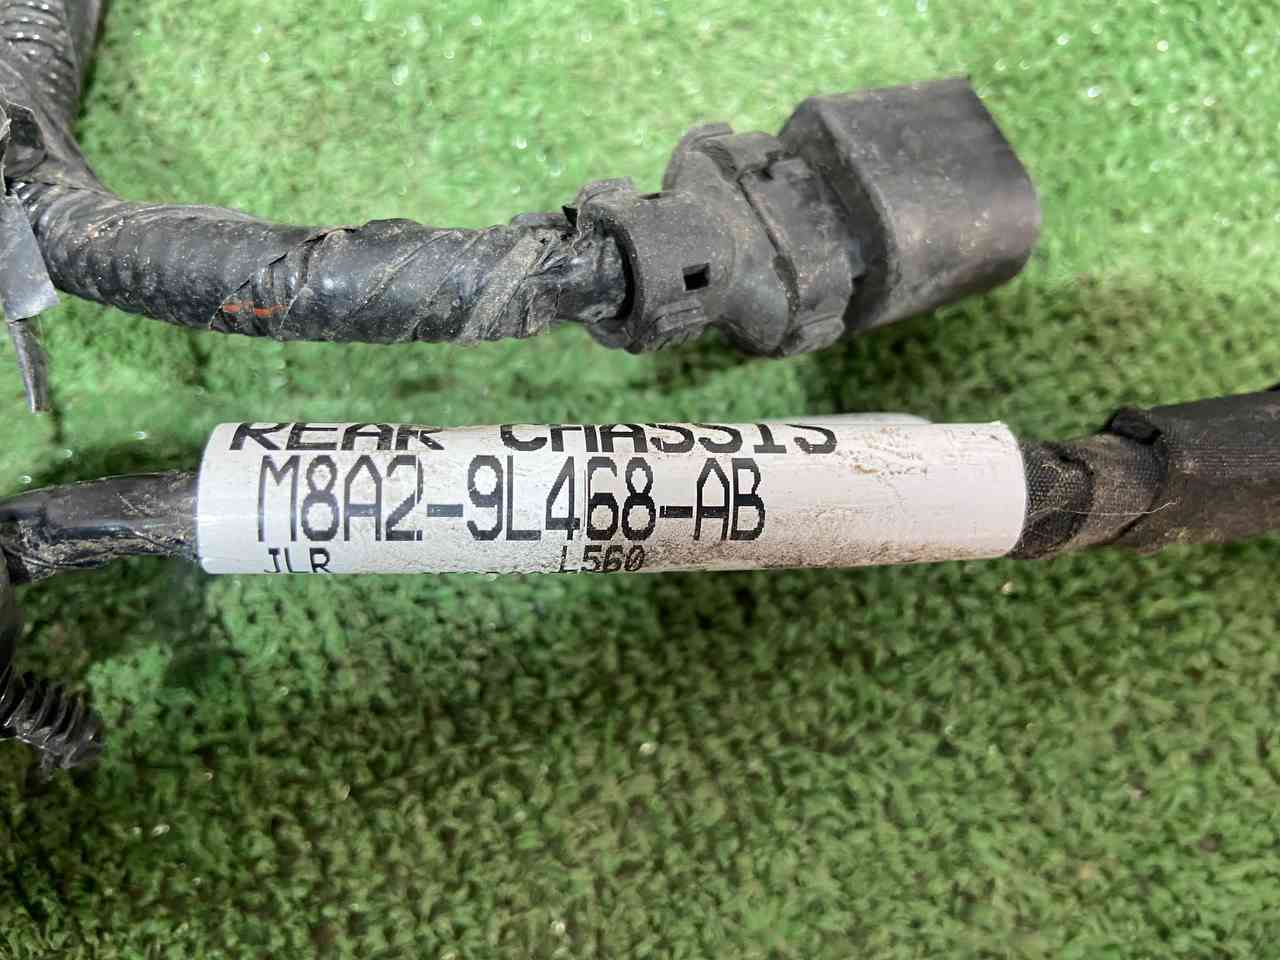 REAR CHASSIS
M8A2-9L468-AB
JLR L560